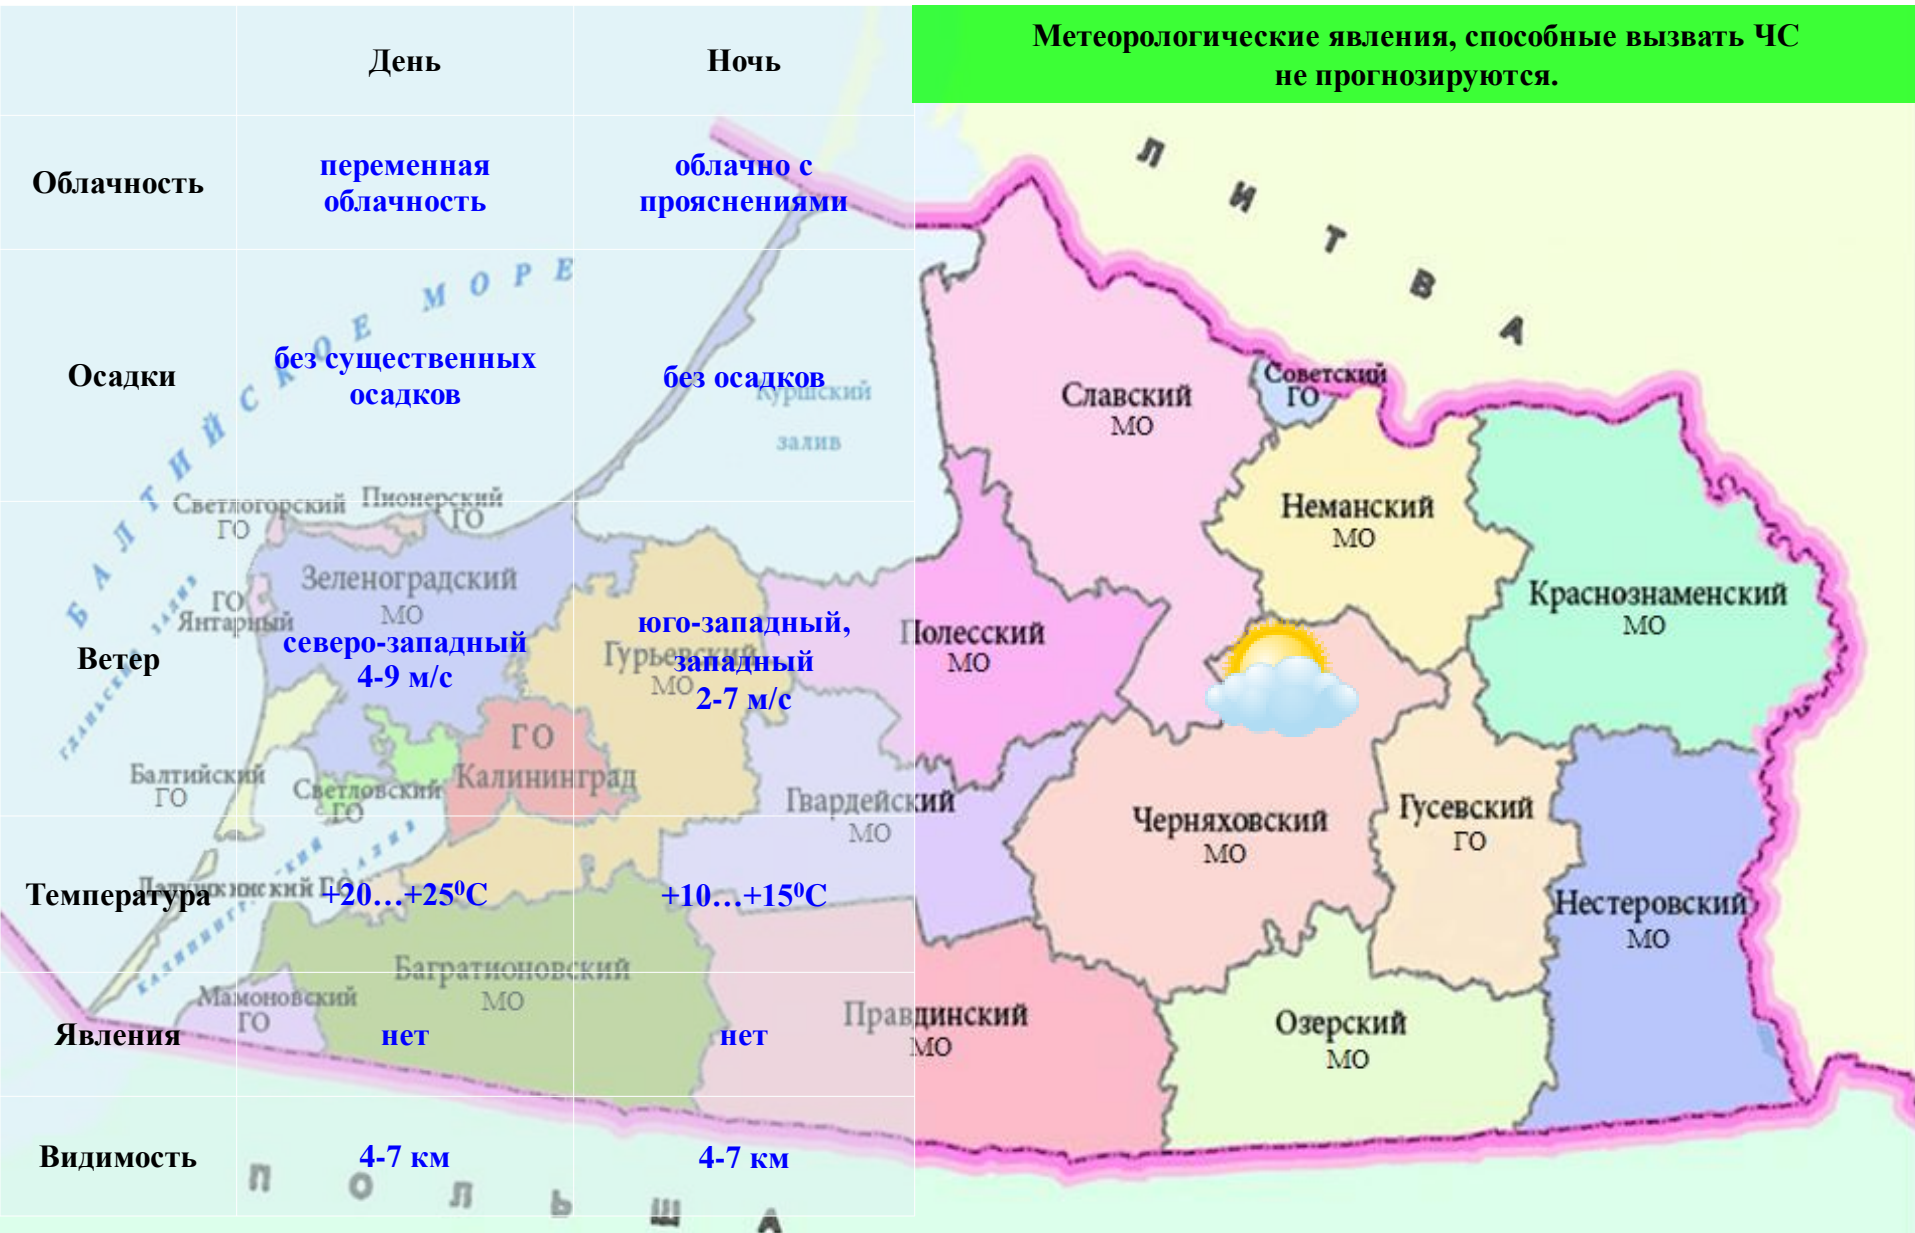 День
Ночь
Метеорологические явления, способные вызвать ЧС
не прогнозируются.
Облачность
переменная
облачность
облачно с
прояснениями
Осадки
без существенных
осадков
без осадков
Ветер
северо-западный
4-9 м/с
юго-западный,
западный
2-7 м/с
Температура
+20…+25⁰С
+10…+15⁰С
Явления
нет
нет
Видимость
4-7 км
4-7 км
ЛИТВА
БАЛТИЙСКОЕ МОРЕ
Куршский
залив
Светлогорский
ГО
Пионерский
ГО
ГО
Янтарный
Зеленоградский
МО
ГДАНЬСКИЙ ЗАЛИВ
Гурьевский
МО
Полесский
МО
Славский
МО
Советский
ГО
Неманский
МО
Краснознаменский
МО
Балтийский
ГО
Светловский
ГО
ГО
Калининград
Гвардейский
МО
Черняховский
МО
Гусевский
ГО
Нестеровский
МО
Багратионовский
МО
Мамоновский
ГО
Правдинский
МО
Озерский
МО
ПОЛЬША